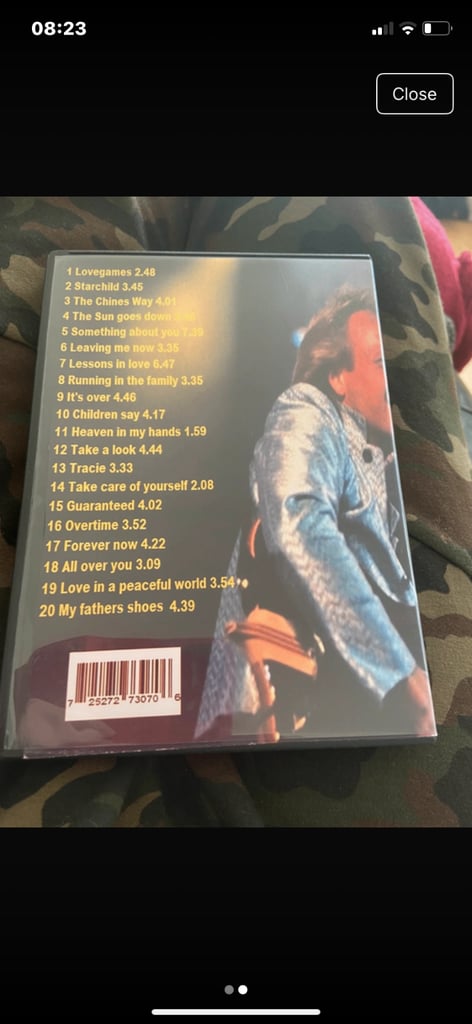 08:23
Close
1 Lovegames 2.48
2 Starchild 3.45
3 The Chines Way 4.01
4 The Sun goes down
5 Something about you 7.39
6 Leaving me now 3.35
7 Lessons in love 6.47
8 Running in the family 3.35
9 It's over 4.46
10 Children say 4.17
11 Heaven in my hands 1.59
12 Take a look 4.44
13 Tracie 3.33
14 Take care of yourself 2.08
15 Guaranteed 4.02
16 Overtime 3.52
17 Forever now 4.22
18 All over you 3.09
19 Love in a peaceful world 3.54
20 My fathers shoes 4.39
7 25272 73070 6